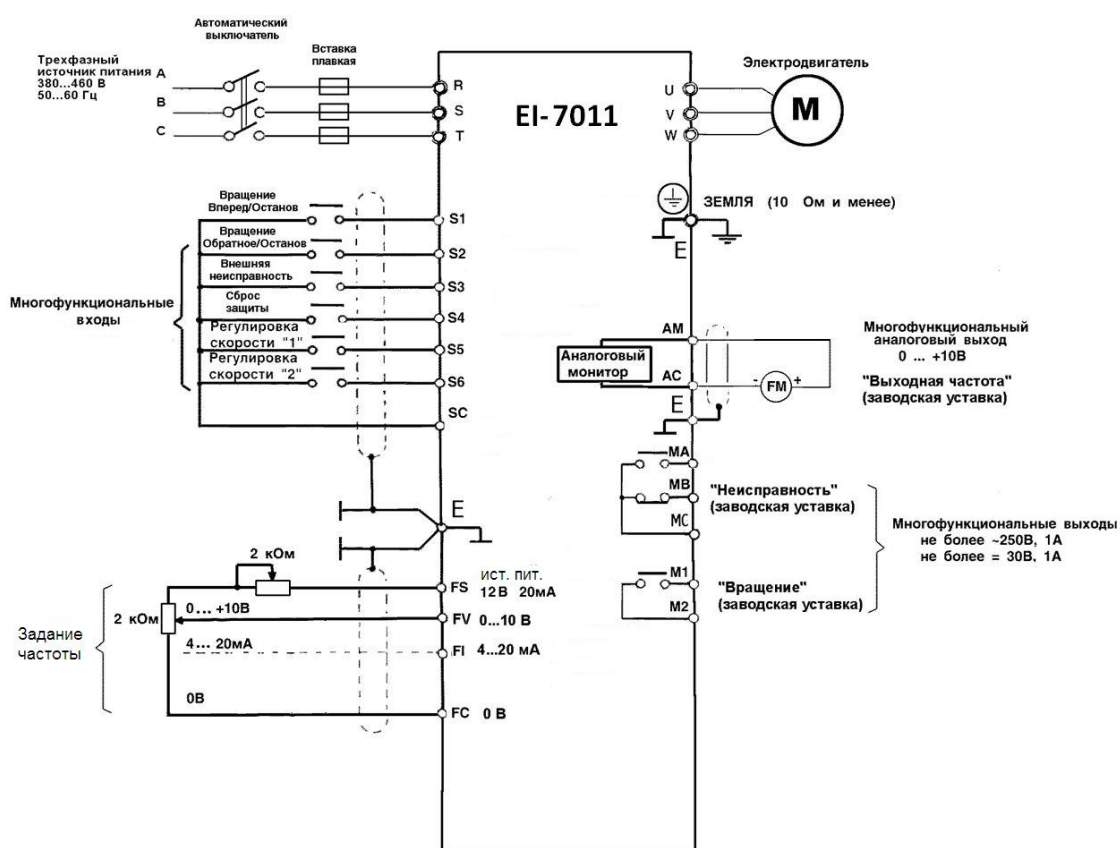 Автоматический
выключатель
Вставка
плавкая
Трехфазный
источник питания
380...460 В
50...60 Гц
A
B
C
R
S
T
EI-7011
U
V
W
Электродвигатель
M
ЗЕМЛЯ (10 Ом и менее)
E
Вращение
Вперед/Останов
S1
Вращение
Обратное/Останов
S2
Внешняя
неисправность
S3
Сброс
защиты
S4
Регулировка
скорости "1"
S5
Регулировка
скорости "2"
S6
SC
Многофункциональные
входы
AM
Аналоговый
монитор
AC
E
- FM +
Многофункциональный
аналоговый выход
0 ... +10В
"Выходная частота"
(заводская уставка)
MA
MB
MC
"Неисправность"
(заводская уставка)
M1
M2
"Вращение"
(заводская уставка)
Многофункциональные выходы
не более ~250В, 1А
не более = 30В, 1А
E
2 кОм
FS
ист. пит.
12В 20мА
2 кОм
0... +10В
FV 0...10 В
4... 20мА
FI 4...20 мА
Задание
частоты
0В
FC 0 В